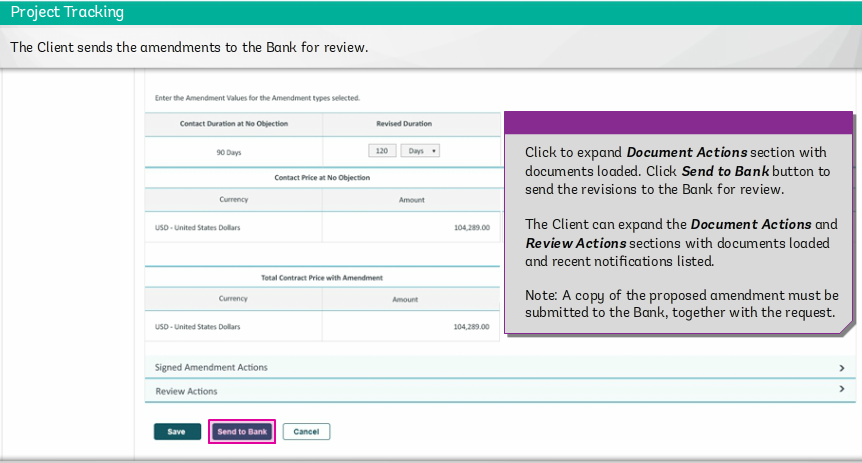 Project Tracking
The Client sends the amendments to the Bank for review.
Enter the Amendment Values for the Amendment types selected.
Contact Duration at No Objection Revised Duration
90 Days 120 Days
Contact Price at No Objection
Currency Amount
USD - United States Dollars 104,289.00
Total Contract Price with Amendment
Currency Amount
USD - United States Dollars 104,289.00
Click to expand Document Actions section with
documents loaded. Click Send to Bank button to
send the revisions to the Bank for review.
The Client can expand the Document Actions and
Review Actions sections with documents loaded
and recent notifications listed.
Note: A copy of the proposed amendment must be
submitted to the Bank, together with the request.
Signed Amendment Actions
Review Actions
Save Send to Bank Cancel